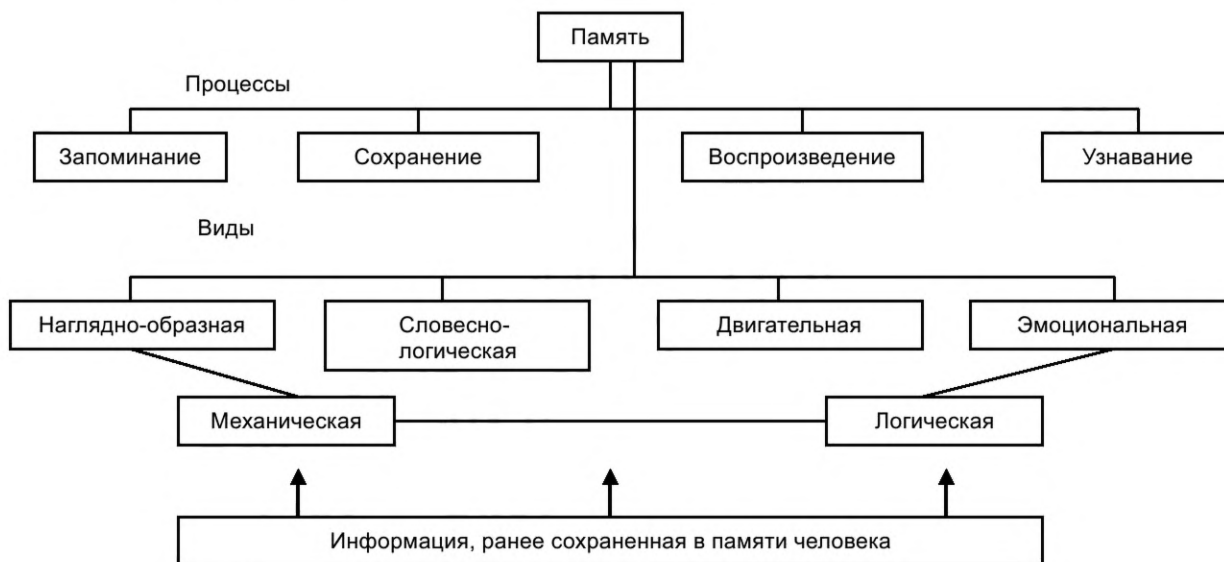 Память
Процессы
Запоминание
Сохранение
Воспроизведение
Узнавание
Виды
Наглядно-образная
Словесно-
логическая
Двигательная
Эмоциональная
Механическая
Логическая
Информация, ранее сохраненная в памяти человека